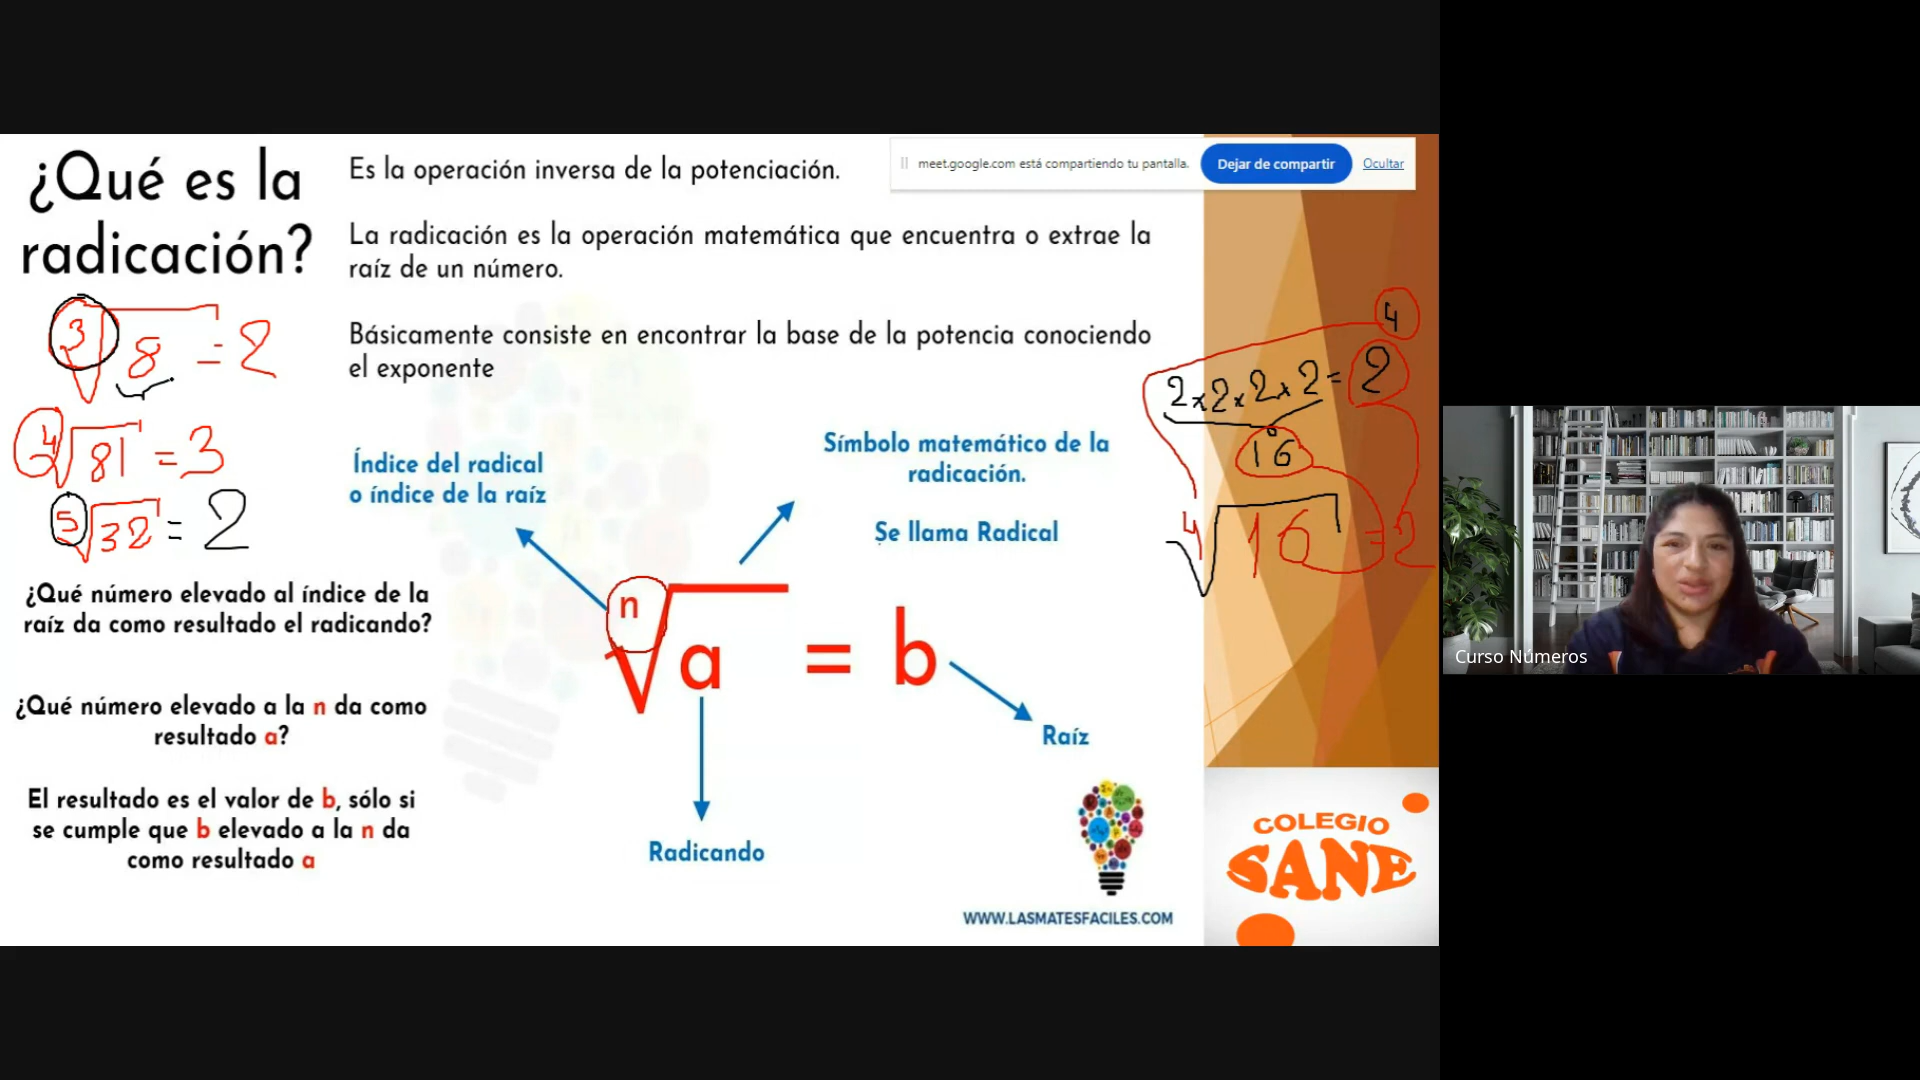 ¿Qué es la
radicación?
Es la operación inversa de la potenciación.
meet.google.com está compartiendo tu pantalla.
Dejar de compartir
Ocultar
La radicación es la operación matemática que encuentra o extrae la
raíz de un número.
Básicamente consiste en encontrar la base de la potencia conociendo
el exponente
∛8 = 2
∜81 = 3
5√32 = 2
4
2x2x2x2= 2
16
4√16 = 2
Índice del radical
o índice de la raíz
Símbolo matemático de la
radicación.
Se llama Radical
n
√a = b
Raíz
Radicando
¿Qué número elevado al índice de la
raíz da como resultado el radicando?
¿Qué número elevado a la n da como
resultado a?
El resultado es el valor de b, sólo si
se cumple que b elevado a la n da
como resultado a
WWW.LASMATESFACILES.COM
COLEGIO
SANE
Curso Números